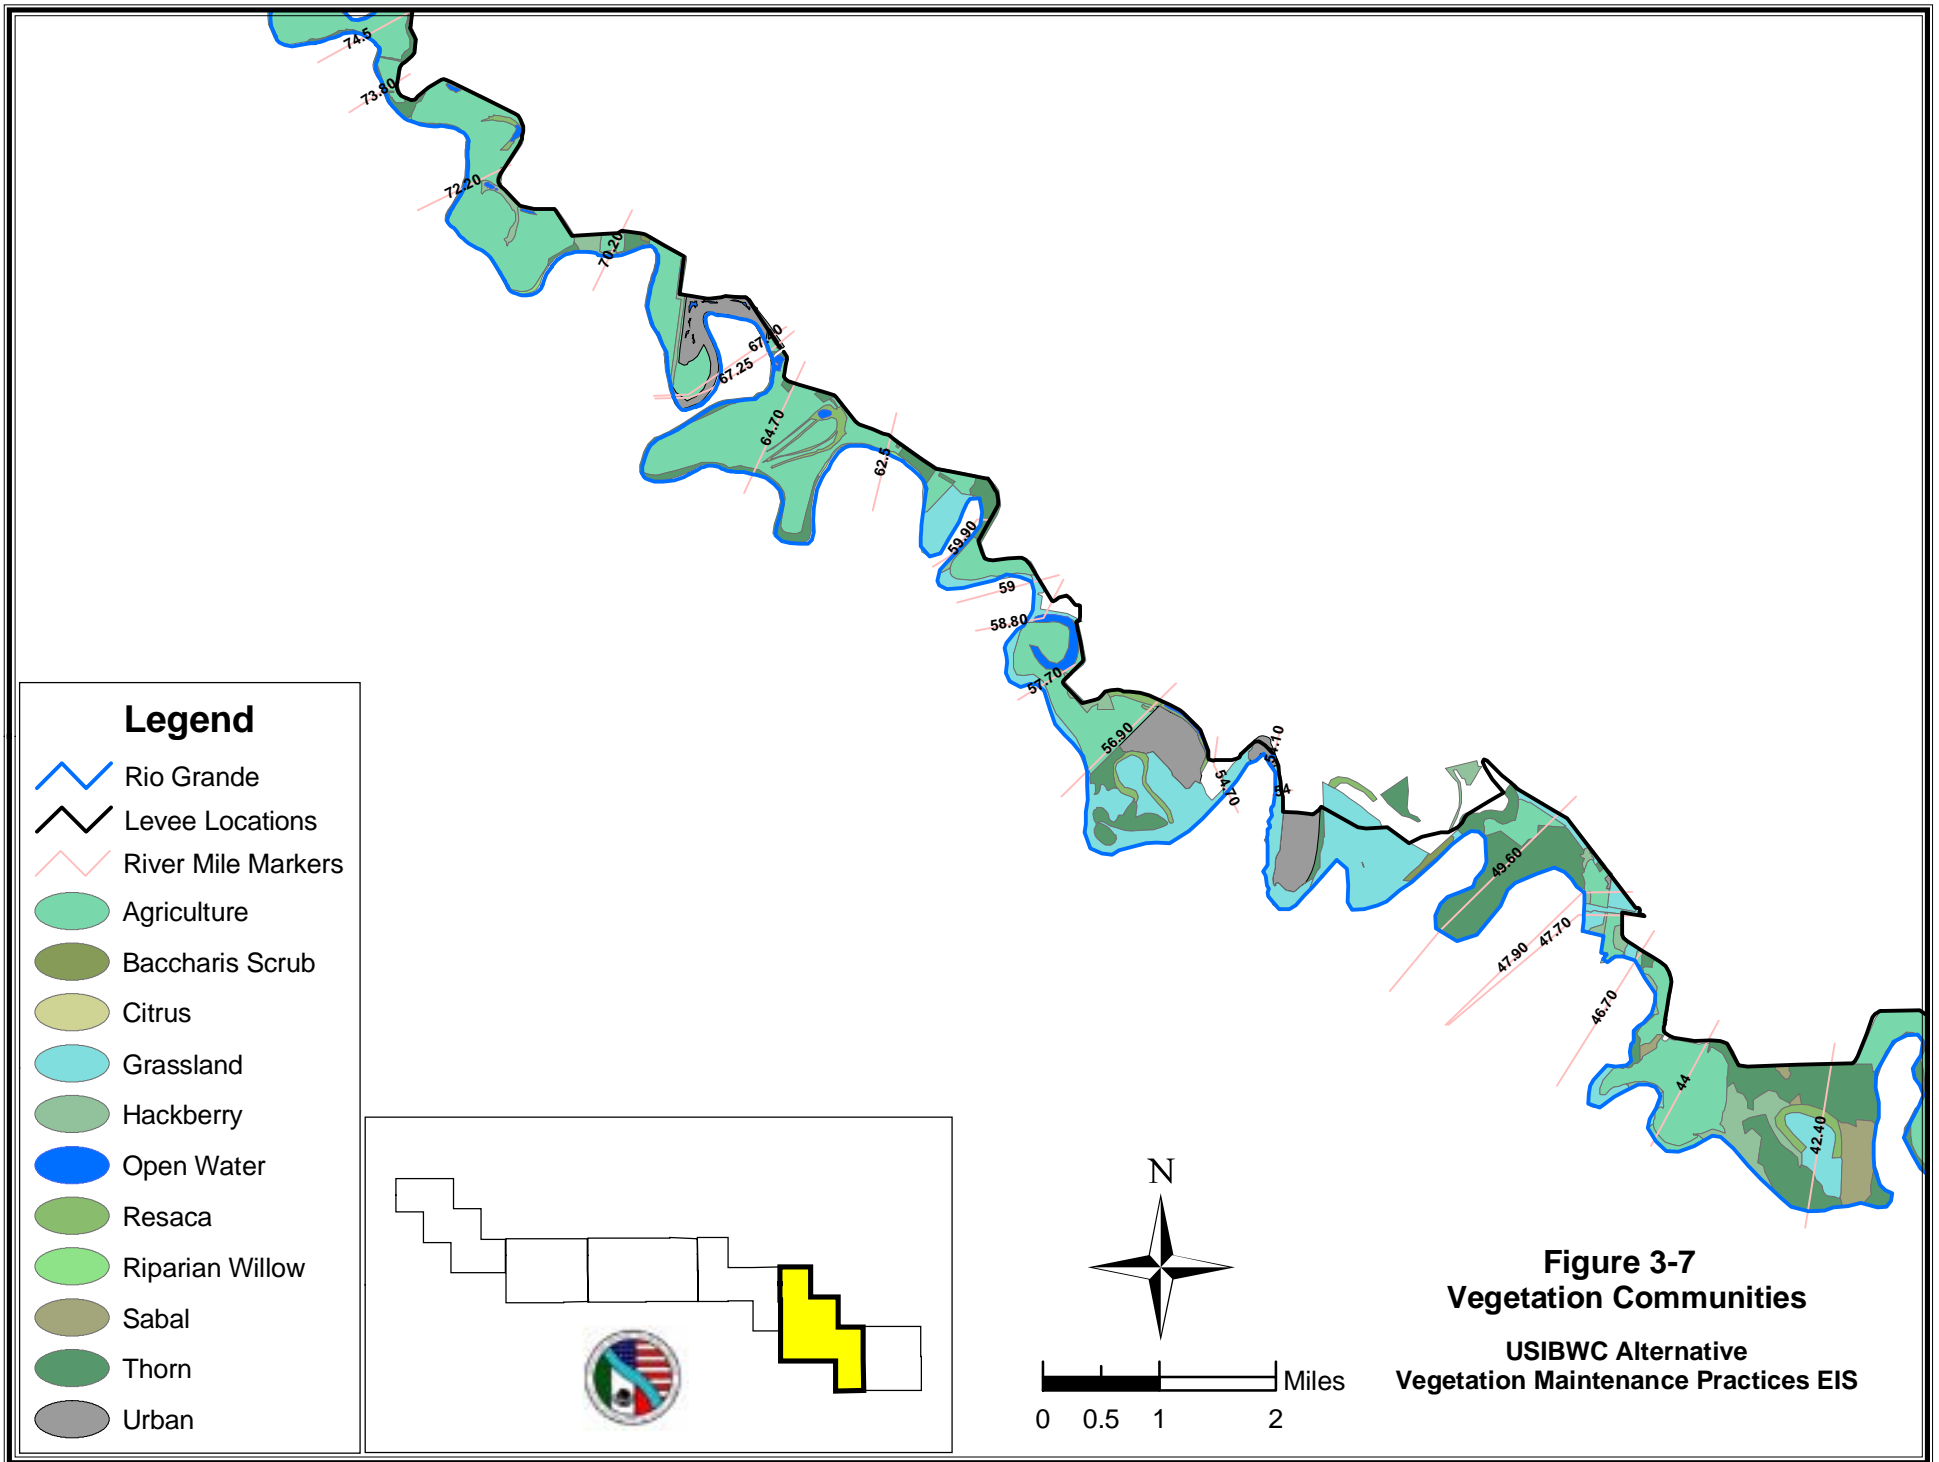 74.5
73.80
72.20
70.20
67.25
64.70
62.5
59.90
59
58.80
57.70
56.90
54.70
54
49.60
47.90
47.70
46.70
44
42.40
Legend
Rio Grande
Levee Locations
River Mile Markers
Agriculture
Baccharis Scrub
Citrus
Grassland
Hackberry
Open Water
Resaca
Riparian Willow
Sabal
Thorn
Urban
N
Miles
0 0.5 1 2
Figure 3-7
Vegetation Communities
USIBWC Alternative
Vegetation Maintenance Practices EIS